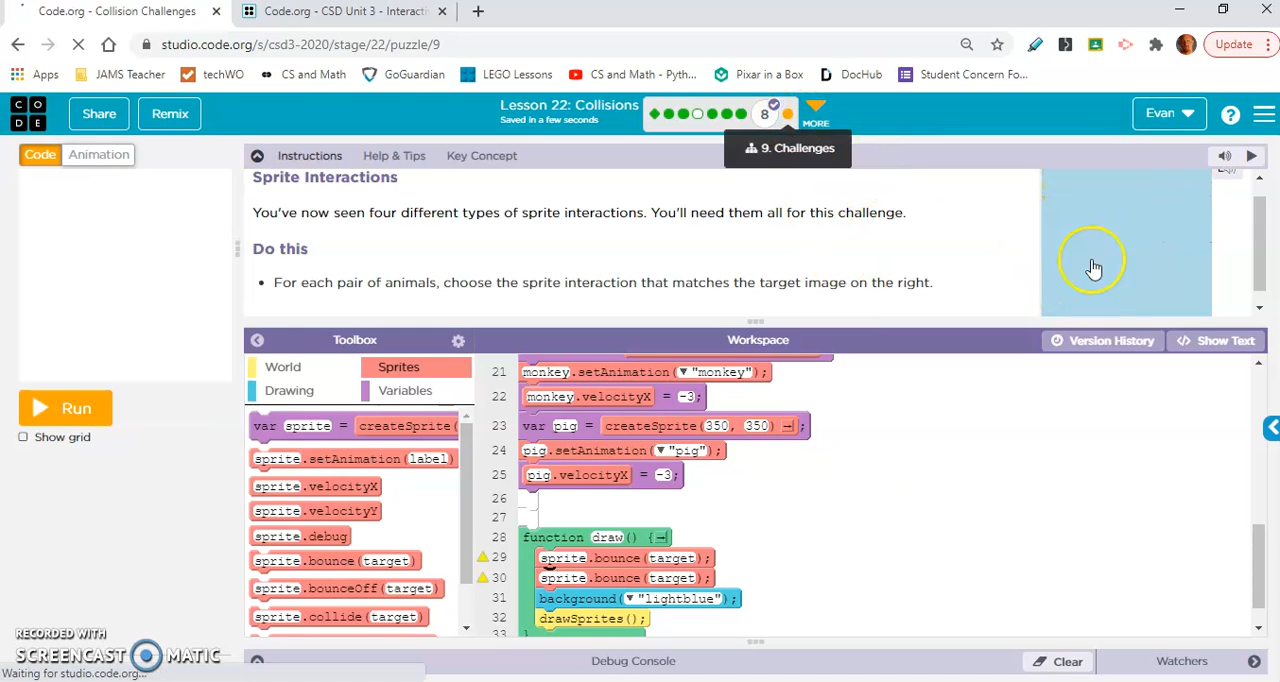 Code.org - Collision Challenges
Code.org - CSD Unit 3 - Interacti
studio.code.org/s/csd3-2020/stage/22/puzzle/9
Update
Apps
JAMS Teacher
techWO
CS and Math
GoGuardian
LEGO Lessons
CS and Math - Pyth...
Pixar in a Box
DocHub
Student Concern Fo...
C O
D E
Share
Remix
Lesson 22: Collisions
Saved in a few seconds
8
MORE
Evan
9. Challenges
Code
Animation
Instructions
Help & Tips
Key Concept
Sprite Interactions
You've now seen four different types of sprite interactions. You'll need them all for this challenge.
Do this
• For each pair of animals, choose the sprite interaction that matches the target image on the right.
Toolbox
Workspace
Version History
Show Text
World
Sprites
Drawing
Variables
Run
Show grid
var sprite = createSprite(
sprite.setAnimation(label)
sprite.velocityX
sprite.velocityY
sprite.debug
sprite.bounce(target)
sprite.bounceOff(target)
sprite.collide(target)
21 monkey.setAnimation("monkey");
22 monkey.velocityX = -3;
23 var pig = createSprite(350, 350);
24 pig.setAnimation("pig");
25 pig.velocityX = -3;
26
27
28 function draw() {
29 sprite.bounce(target);
30 sprite.bounce(target);
31 background("lightblue");
32 drawSprites();
33 }
Debug Console
Clear
Watchers
RECORDED WITH
SCREENCAST MATIC
Waiting for studio.code.org...